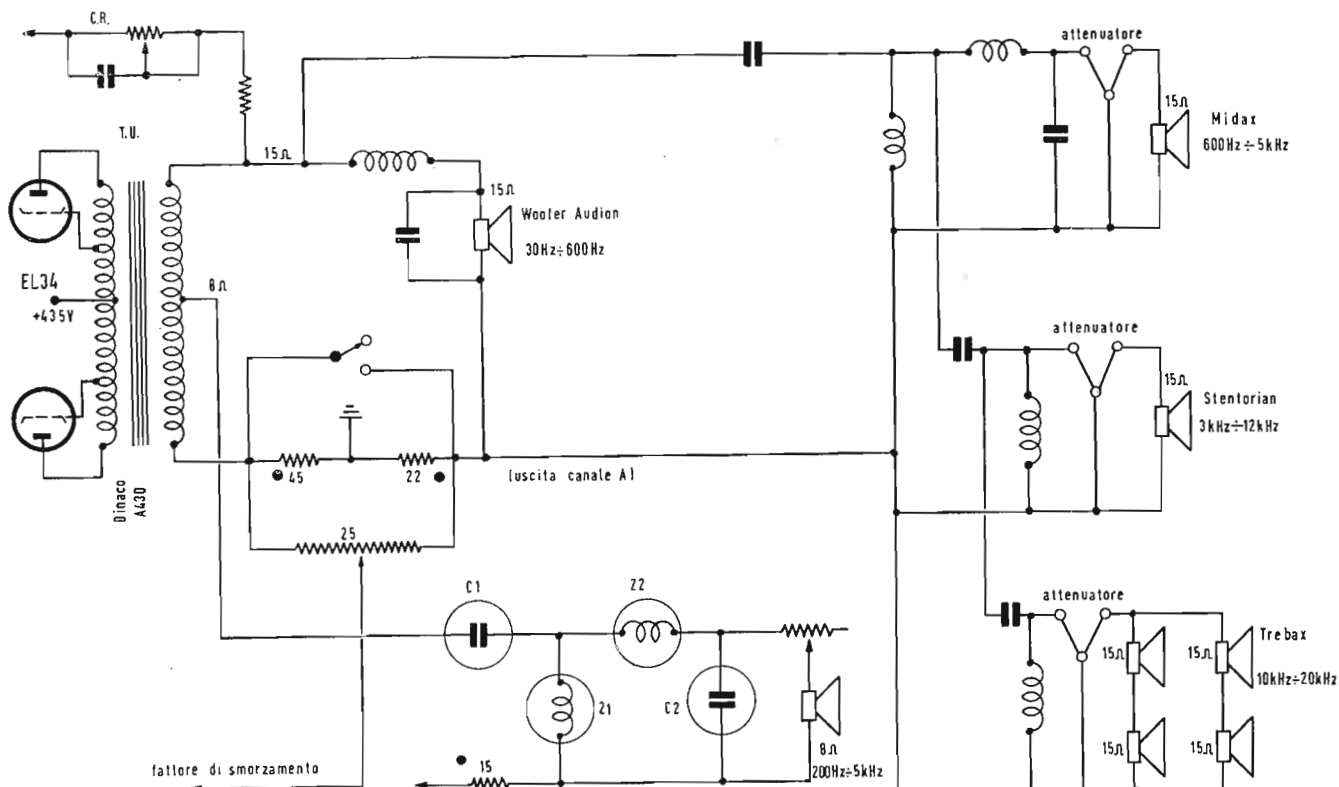 C.R.
T.U.
15Ω
attenuatore
15Ω
Midax
600Hz÷5kHz
15Ω
Woofer Audion
30Hz÷600Hz
EL34
+435V
8Ω
Dinaco
A430
45
22
(uscita canale A)
25
attenuatore
15Ω
Stentorian
3kHz÷12kHz
C1
Z2
Z1
C2
8Ω
200Hz÷5kHz
15
fattore di smorzamento
attenuatore
15Ω
15Ω
Trebax
10kHz÷20kHz
15Ω
15Ω